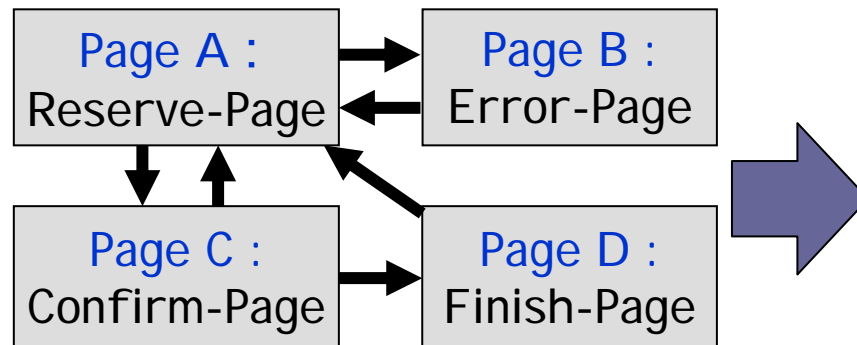 Page A :
Reserve-Page
Page B :
Error-Page
Page C :
Confirm-Page
Page D :
Finish-Page